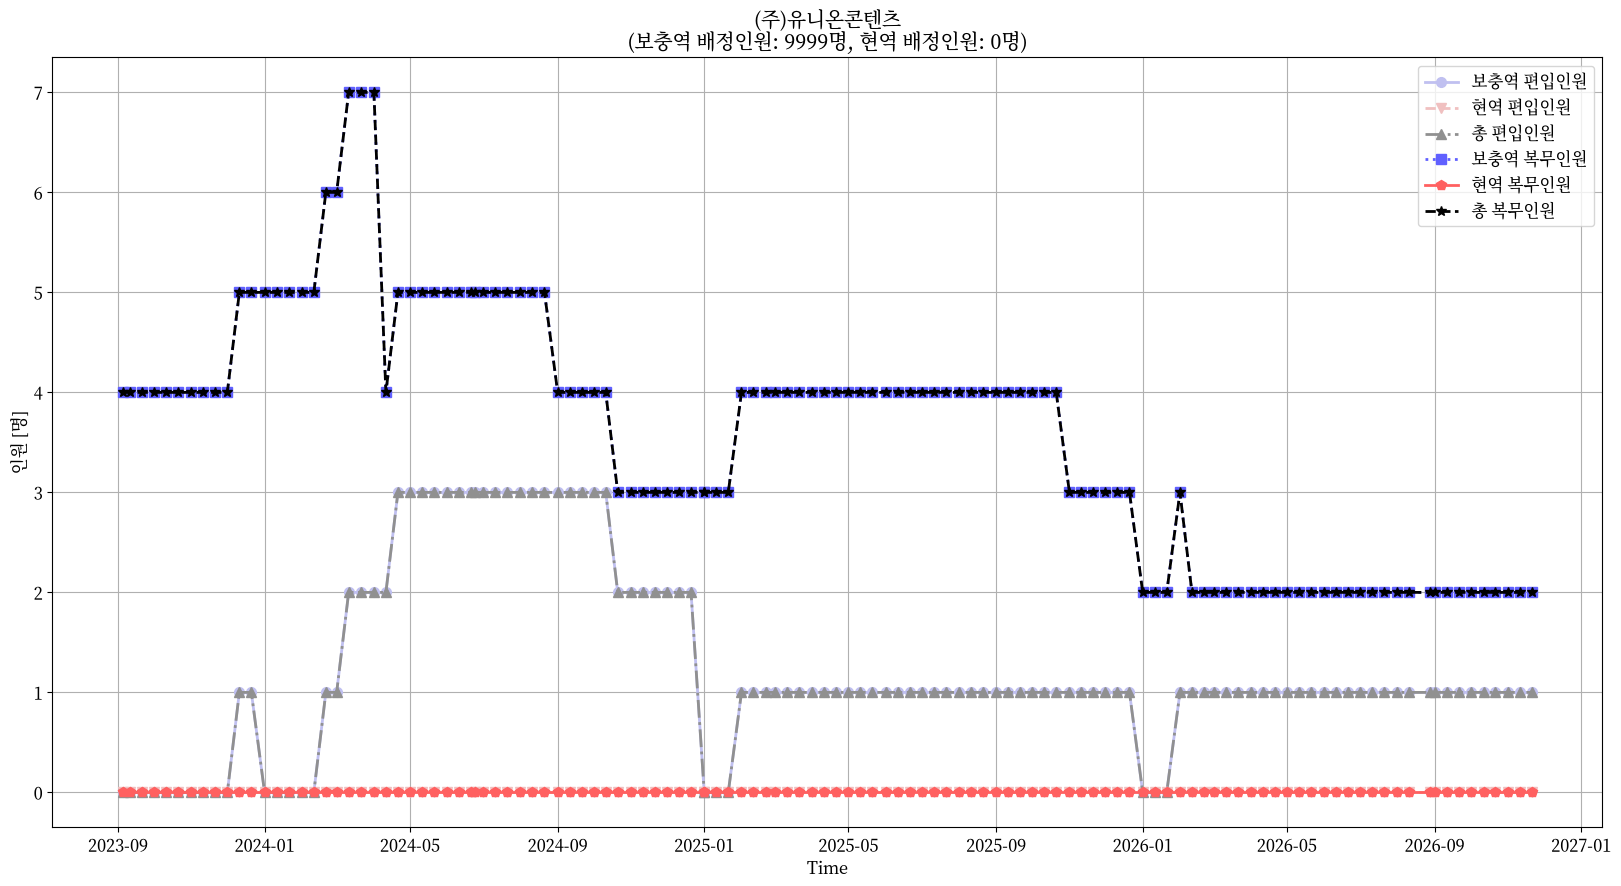 (주)유니온콘텐츠
(보충역 배정인원: 9999명, 현역 배정인원: 0명)
보충역 편입인원
현역 편입인원
총 편입인원
보충역 복무인원
현역 복무인원
총 복무인원
7
6
5
4
3
2
1
0
인원 [명]
2023-09
2024-01
2024-05
2024-09
2025-01
2025-05
2025-09
2026-01
2026-05
2026-09
2027-01
Time